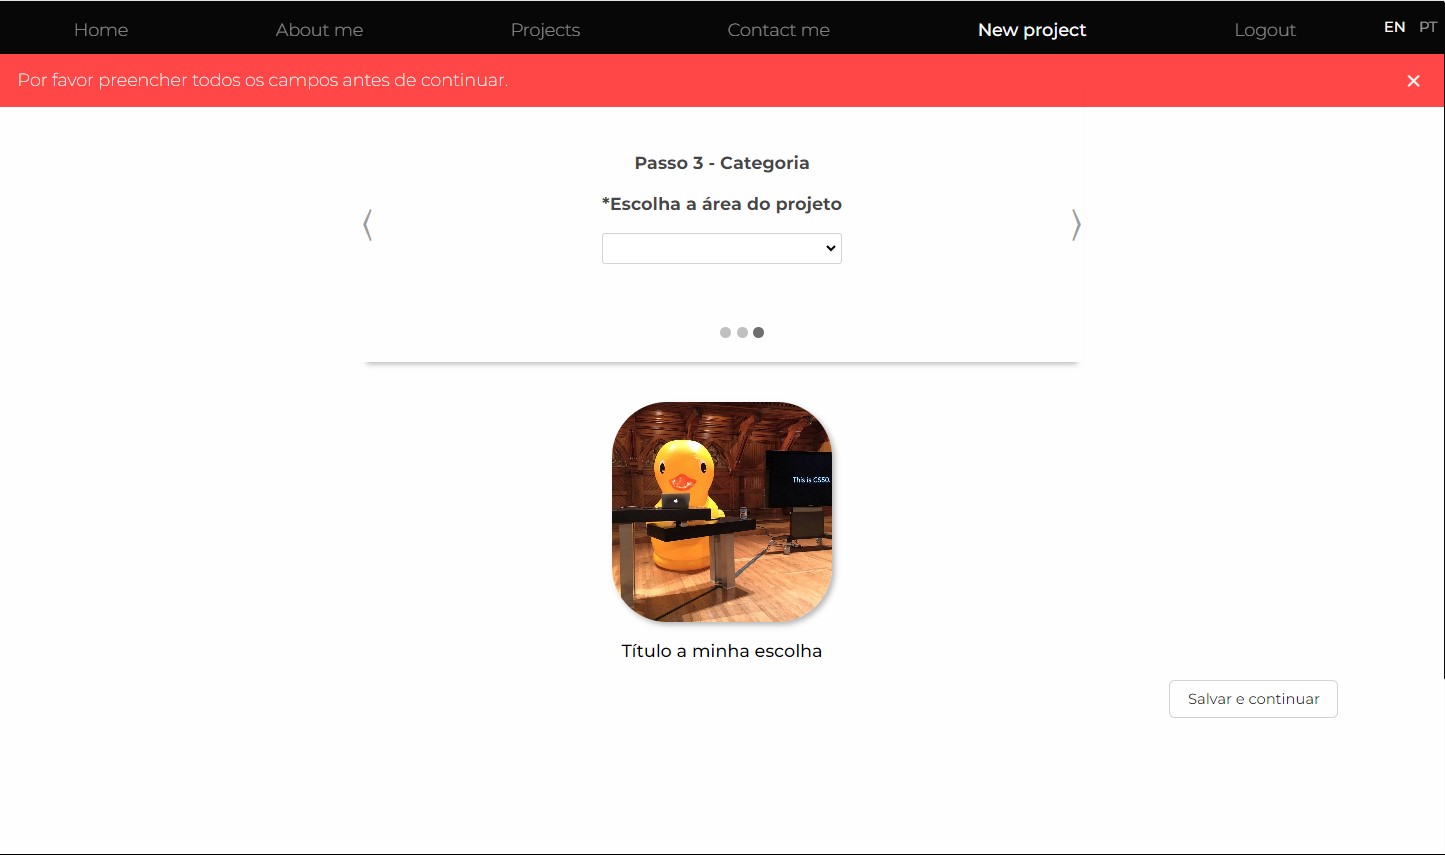 Home About me Projects Contact me New project Logout EN PT
Por favor preencher todos os campos antes de continuar. ×
Passo 3 - Categoria
*Escolha a área do projeto
This is CS50.
Título a minha escolha
Salvar e continuar